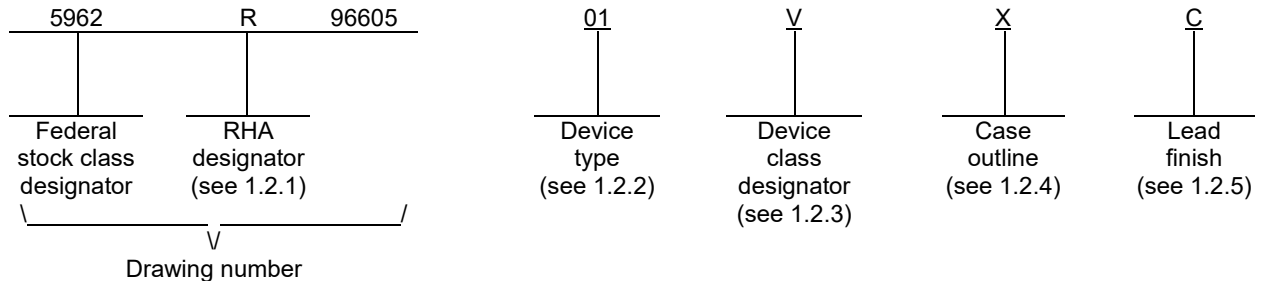 5962 R 96605 01 V X C
Federal stock class designator
RHA designator (see 1.2.1)
Device type (see 1.2.2)
Device class designator (see 1.2.3)
Case outline (see 1.2.4)
Lead finish (see 1.2.5)
Drawing number